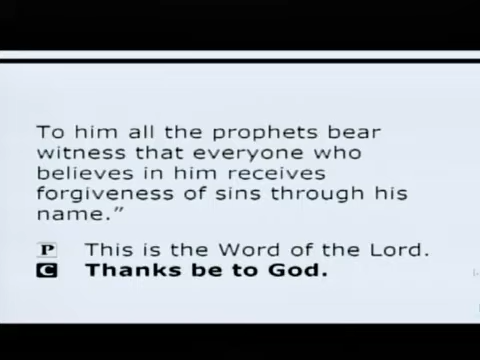 To him all the prophets bear
witness that everyone who
believes in him receives
forgiveness of sins through his
name.”
P This is the Word of the Lord.
C Thanks be to God.